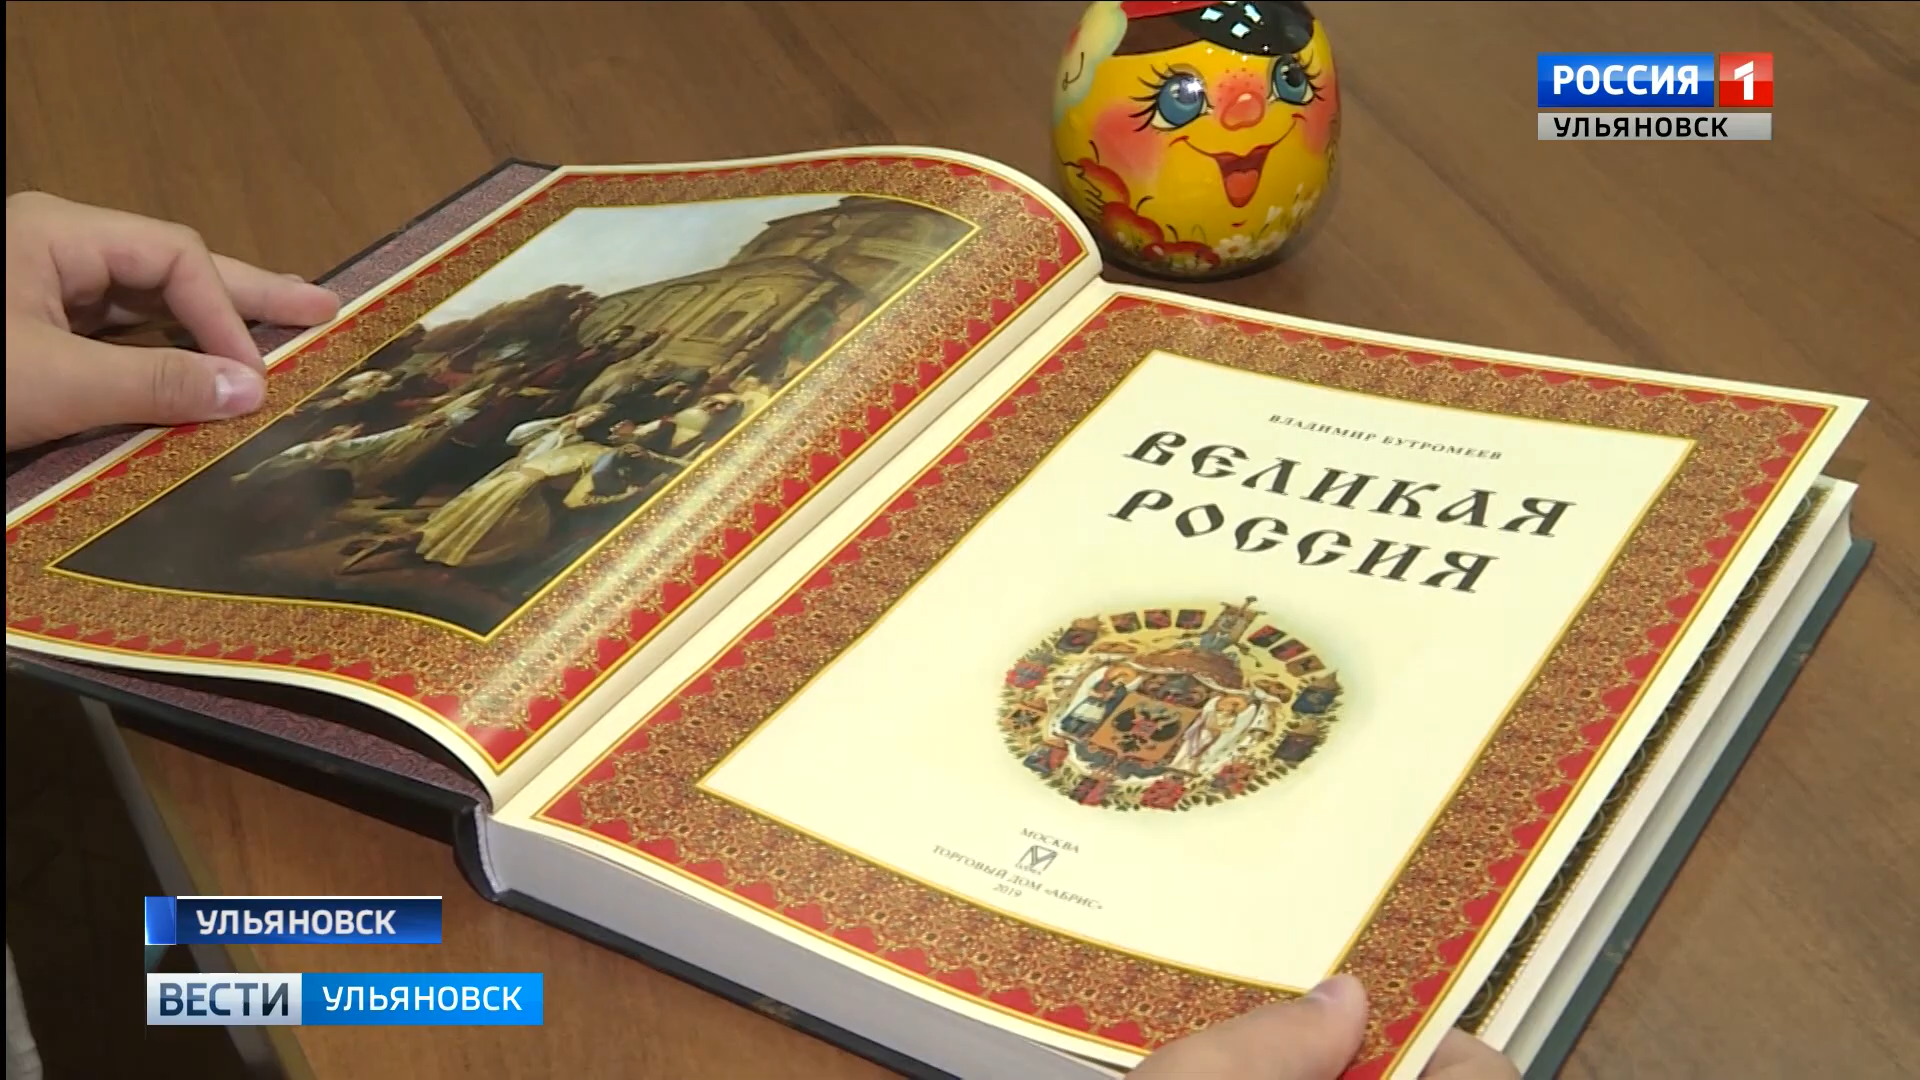 РОССИЯ 1
УЛЬЯНОВСК
ВЛАДИМИР БУТРОМЕЕВ
ВЕЛИКАЯ
РОССИЯ
МОСКВА
ТОРГОВЫЙ ДОМ «АБРИС»
2019
УЛЬЯНОВСК
ВЕСТИ УЛЬЯНОВСК